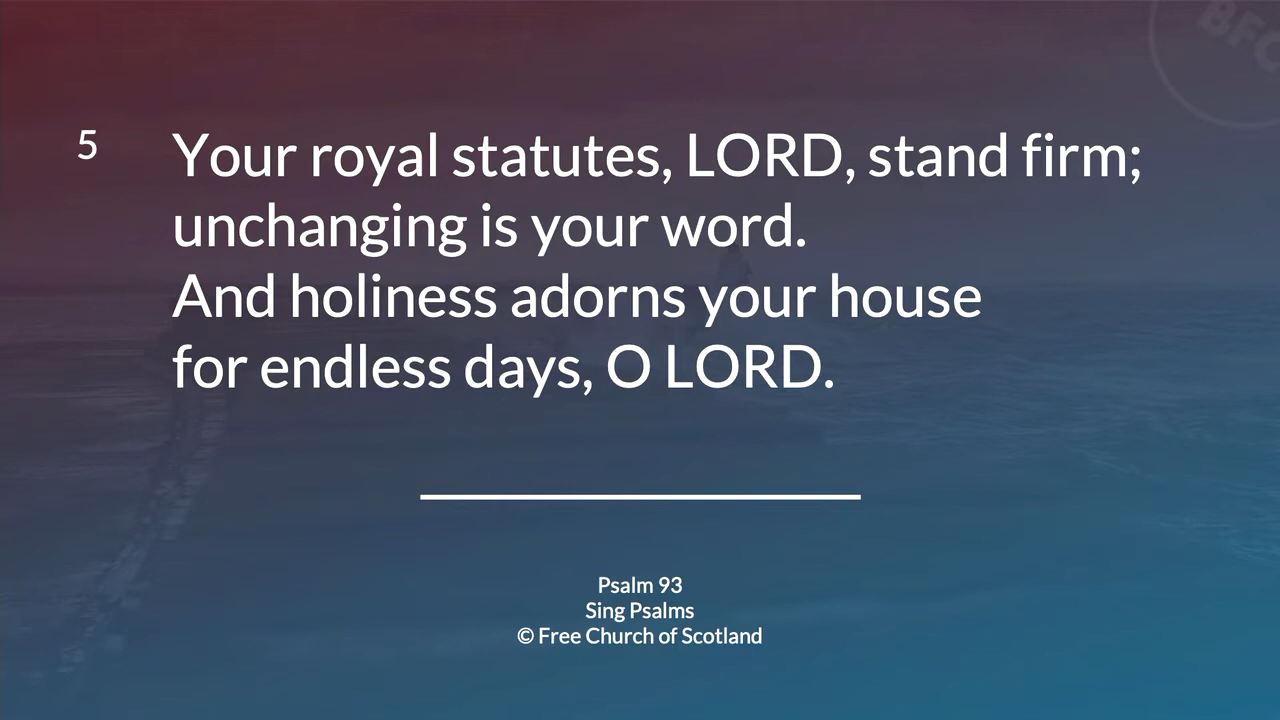 BFC
5 Your royal statutes, LORD, stand firm;
unchanging is your word.
And holiness adorns your house
for endless days, O LORD.
Psalm 93
Sing Psalms
© Free Church of Scotland